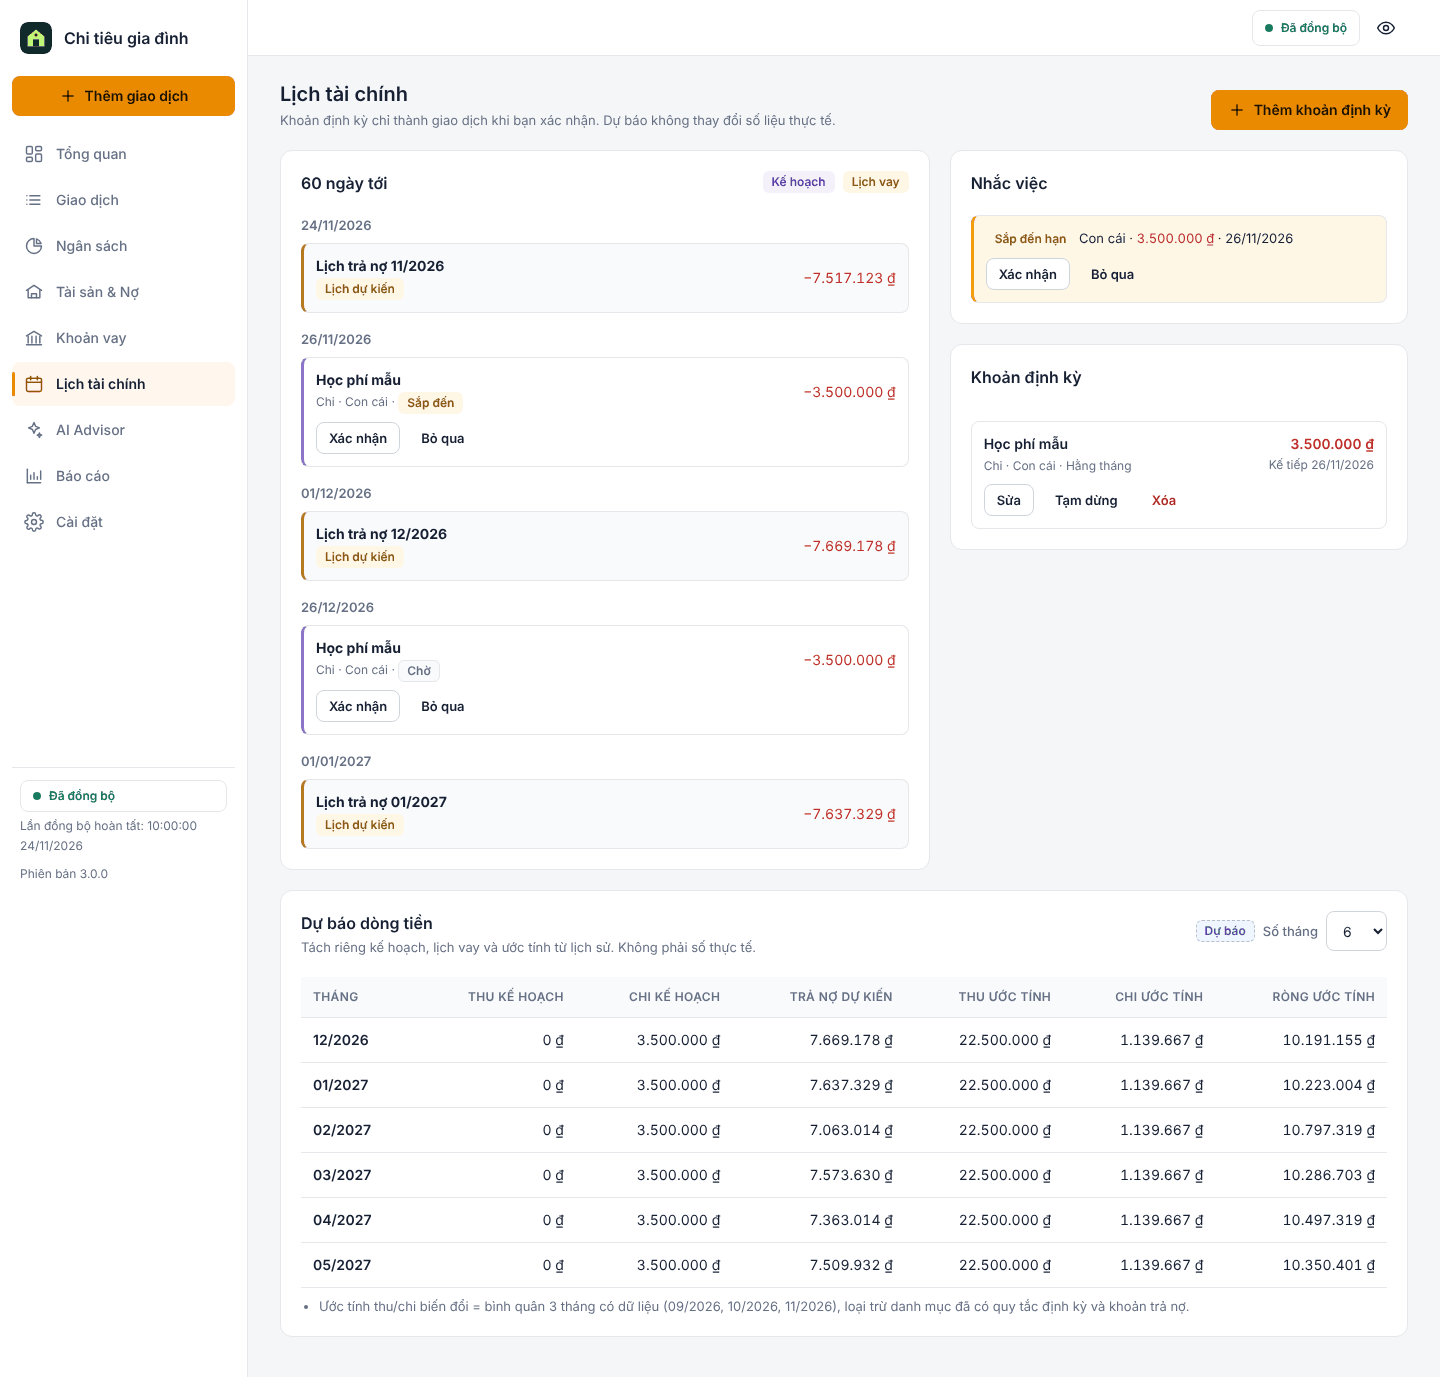 Chi tiêu gia đình
Thêm giao dịch
Tổng quan
Giao dịch
Ngân sách
Tài sản & Nợ
Khoản vay
Lịch tài chính
AI Advisor
Báo cáo
Cài đặt
Đã đồng bộ
Lần đồng bộ hoàn tất: 10:00:00
24/11/2026
Phiên bản 3.0.0
Đã đồng bộ
Lịch tài chính
Khoản định kỳ chỉ thành giao dịch khi bạn xác nhận. Dự báo không thay đổi số liệu thực tế.
Thêm khoản định kỳ
60 ngày tới
Kế hoạch Lịch vay
24/11/2026
Lịch trả nợ 11/2026
Lịch dự kiến
−7.517.123 ₫
26/11/2026
Học phí mẫu
Chi · Con cái · Sắp đến
−3.500.000 ₫
Xác nhận Bỏ qua
01/12/2026
Lịch trả nợ 12/2026
Lịch dự kiến
−7.669.178 ₫
26/12/2026
Học phí mẫu
Chi · Con cái · Chờ
−3.500.000 ₫
Xác nhận Bỏ qua
01/01/2027
Lịch trả nợ 01/2027
Lịch dự kiến
−7.637.329 ₫
Nhắc việc
Sắp đến hạn Con cái · 3.500.000 ₫ · 26/11/2026
Xác nhận Bỏ qua
Khoản định kỳ
Học phí mẫu 3.500.000 ₫
Chi · Con cái · Hằng tháng Kế tiếp 26/11/2026
Sửa Tạm dừng Xóa
Dự báo dòng tiền
Tách riêng kế hoạch, lịch vay và ước tính từ lịch sử. Không phải số thực tế.
Dự báo Số tháng 6
THÁNG THU KẾ HOẠCH CHI KẾ HOẠCH TRẢ NỢ DỰ KIẾN THU ƯỚC TÍNH CHI ƯỚC TÍNH RÒNG ƯỚC TÍNH
12/2026 0 ₫ 3.500.000 ₫ 7.669.178 ₫ 22.500.000 ₫ 1.139.667 ₫ 10.191.155 ₫
01/2027 0 ₫ 3.500.000 ₫ 7.637.329 ₫ 22.500.000 ₫ 1.139.667 ₫ 10.223.004 ₫
02/2027 0 ₫ 3.500.000 ₫ 7.063.014 ₫ 22.500.000 ₫ 1.139.667 ₫ 10.797.319 ₫
03/2027 0 ₫ 3.500.000 ₫ 7.573.630 ₫ 22.500.000 ₫ 1.139.667 ₫ 10.286.703 ₫
04/2027 0 ₫ 3.500.000 ₫ 7.363.014 ₫ 22.500.000 ₫ 1.139.667 ₫ 10.497.319 ₫
05/2027 0 ₫ 3.500.000 ₫ 7.509.932 ₫ 22.500.000 ₫ 1.139.667 ₫ 10.350.401 ₫
• Ước tính thu/chi biến đổi = bình quân 3 tháng có dữ liệu (09/2026, 10/2026, 11/2026), loại trừ danh mục đã có quy tắc định kỳ và khoản trả nợ.